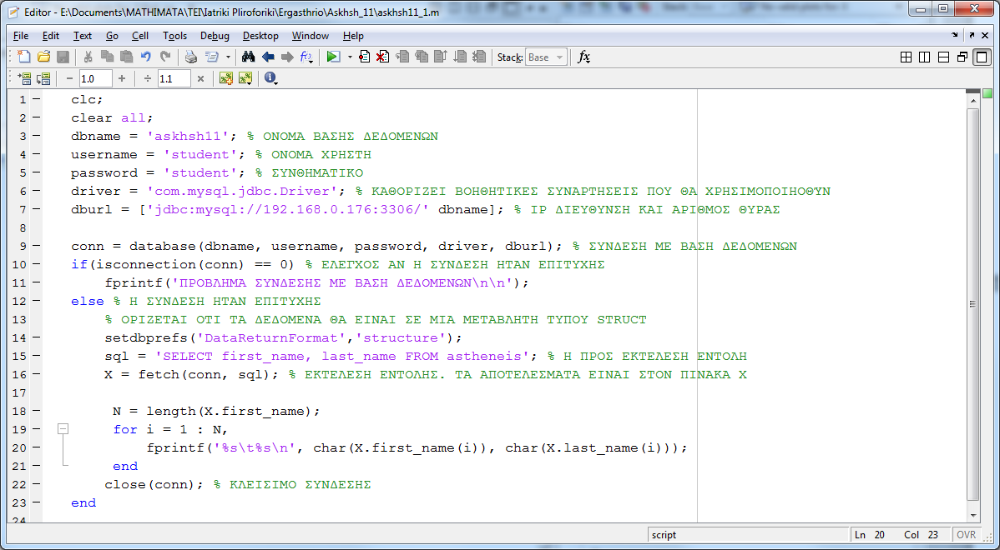 Editor - E:\Documents\MATHIMATA\TEI\Iatriki Pliroforiki\Ergasthrio\Askhsh_11\askhsh11_1.m
File Edit Text Go Cell Tools Debug Desktop Window Help
Stack: Base fx
1.0 1.1
1 clc;
2 clear all;
3 dbname = 'askhsh11'; % ΟΝΟΜΑ ΒΑΣΗΣ ΔΕΔΟΜΕΝΩΝ
4 username = 'student'; % ΟΝΟΜΑ ΧΡΗΣΤΗ
5 password = 'student'; % ΣΥΝΘΗΜΑΤΙΚΟ
6 driver = 'com.mysql.jdbc.Driver'; % ΚΑΘΟΡΙΖΕΙ ΒΟΗΘΗΤΙΚΕΣ ΣΥΝΑΡΤΗΣΕΙΣ ΠΟΥ ΘΑ ΧΡΗΣΙΜΟΠΟΙΗΟΘΎΝ
7 dburl = ['jdbc:mysql://192.168.0.176:3306/' dbname]; % IP ΔΙΕΥΘΥΝΣΗ ΚΑΙ ΑΡΙΘΜΟΣ ΘΥΡΑΣ
8
9 conn = database(dbname, username, password, driver, dburl); % ΣΥΝΔΕΣΗ ΜΕ ΒΑΣΗ ΔΕΔΟΜΕΝΩΝ
10 if(isconnection(conn) == 0) % ΕΛΕΓΧΟΣ ΑΝ Η ΣΥΝΔΕΣΗ ΗΤΑΝ ΕΠΙΤΥΧΗΣ
11 fprintf('ΠΡΟΒΛΗΜΑ ΣΥΝΔΕΣΗΣ ΜΕ ΒΑΣΗ ΔΕΔΟΜΕΝΩΝ\n\n');
12 else % Η ΣΥΝΔΕΣΗ ΗΤΑΝ ΕΠΙΤΥΧΗΣ
13 % ΟΡΙΖΕΤΑΙ ΟΤΙ ΤΑ ΔΕΔΟΜΕΝΑ ΘΑ ΕΙΝΑΙ ΣΕ ΜΙΑ ΜΕΤΑΒΛΗΤΗ ΤΥΠΟΥ STRUCT
14 setdbprefs('DataReturnFormat','structure');
15 sql = 'SELECT first_name, last_name FROM astheneis'; % Η ΠΡΟΣ ΕΚΤΕΛΕΣΗ ΕΝΤΟΛΗ
16 X = fetch(conn, sql); % ΕΚΤΕΛΕΣΗ ΕΝΤΟΛΗΣ. ΤΑ ΑΠΟΤΕΛΕΣΜΑΤΑ ΕΙΝΑΙ ΣΤΟΝ ΠΙΝΑΚΑ Χ
17
18 N = length(X.first_name);
19 for i = 1 : N,
20 fprintf('%s\t%s\n', char(X.first_name(i)), char(X.last_name(i)));
21 end
22 close(conn); % ΚΛΕΙΣΙΜΟ ΣΥΝΔΕΣΗΣ
23 end
24
script Ln 20 Col 23 OVR